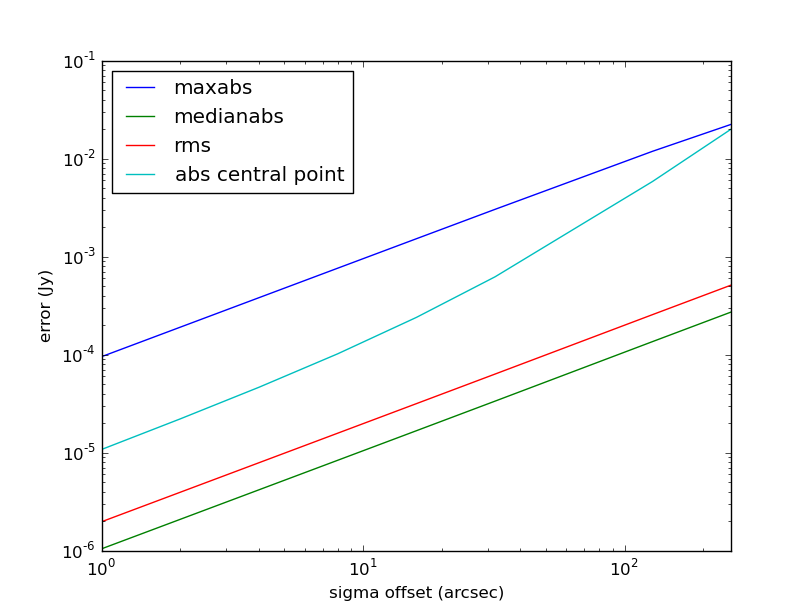 10^-1
10^-2
10^-3
10^-4
10^-5
10^-6
error (Jy)
maxabs
medianabs
rms
abs central point
10^0
10^1
10^2
sigma offset (arcsec)